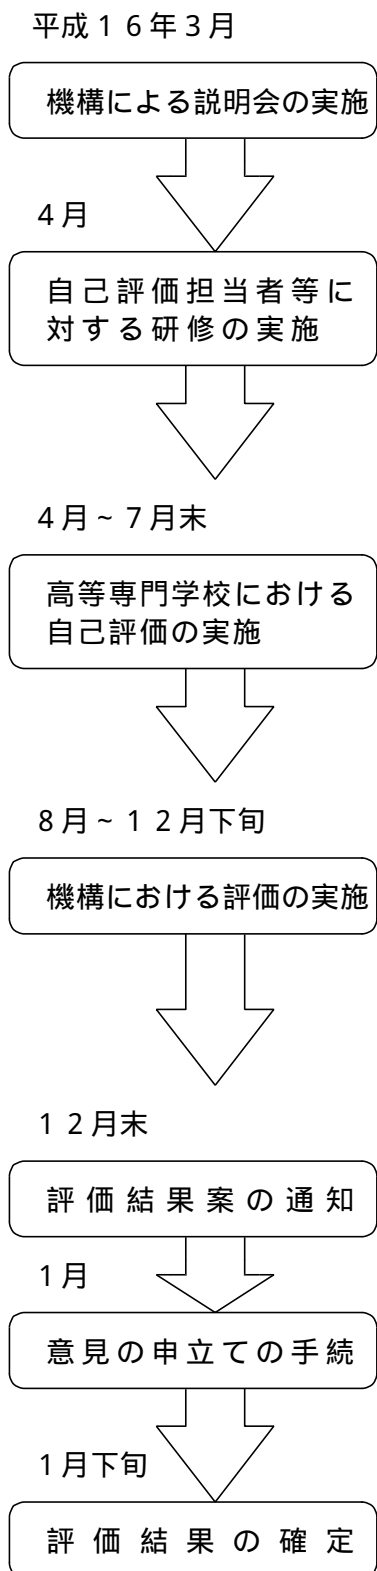 平成１６年３月
機構による説明会の実施
４月
自己評価担当者等に
対する研修の実施
４月～７月末
高等専門学校における
自己評価の実施
８月～１２月下旬
機構における評価の実施
１２月末
評価結果案の通知
１月
意見の申立ての手続
１月下旬
評価結果の確定